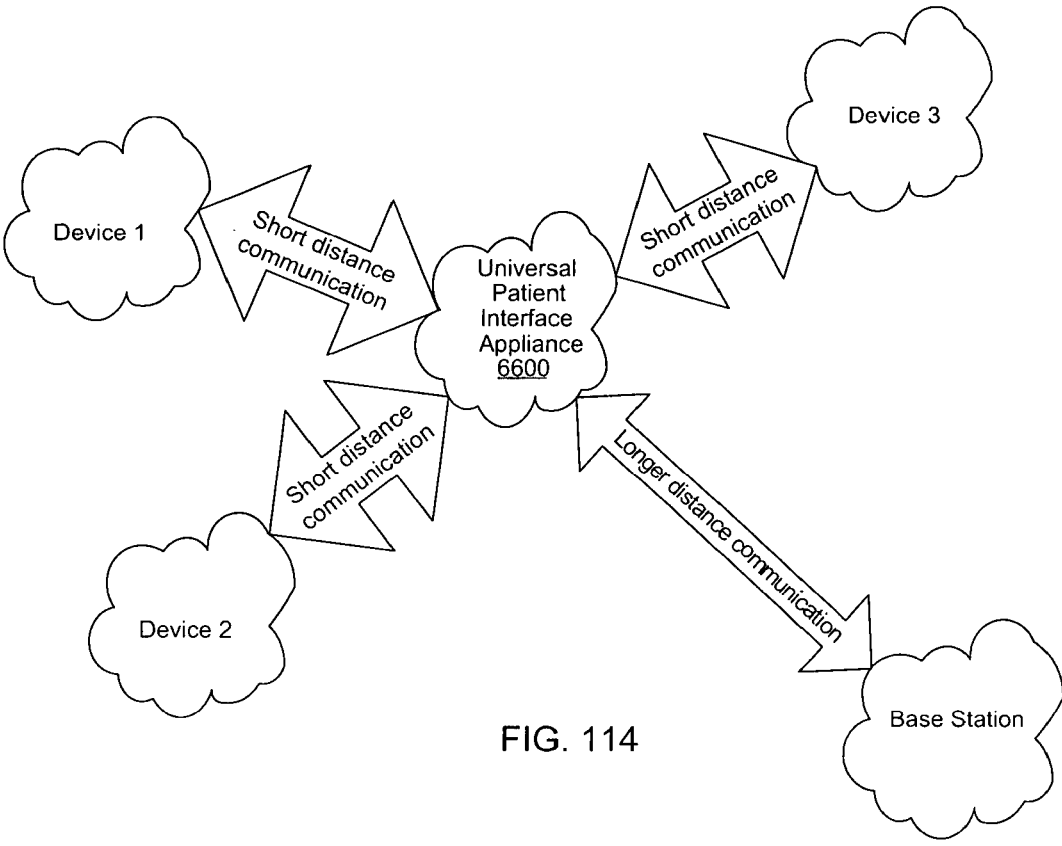 Device 3
Device 1
Short distance
communication
Short distance
communication
Universal
Patient
Interface
Appliance
6600
Short distance
communication
Longer distance communication
Device 2
Base Station
FIG. 114